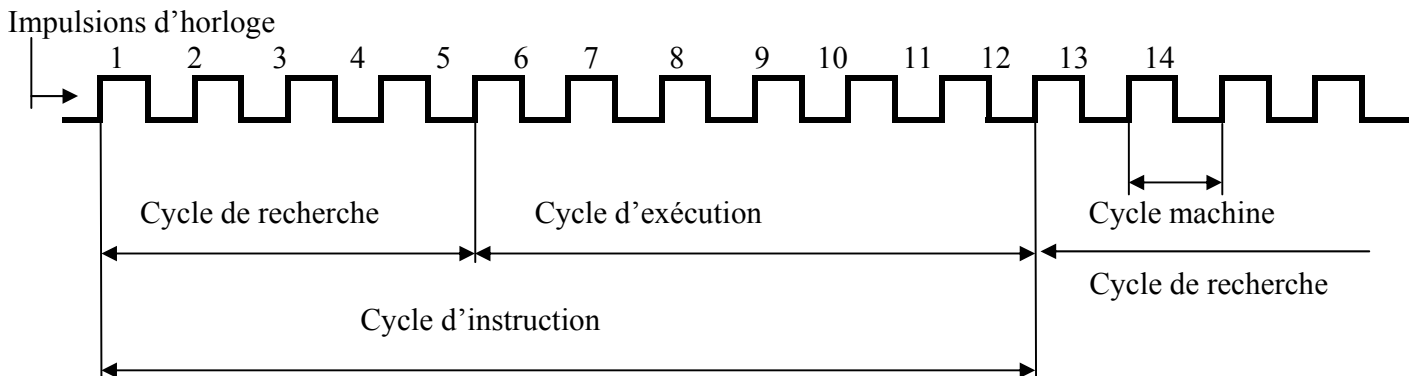 Impulsions d’horloge
1 2 3 4 5 6 7 8 9 10 11 12 13 14
Cycle de recherche Cycle d’exécution Cycle machine
Cycle de recherche
Cycle d’instruction